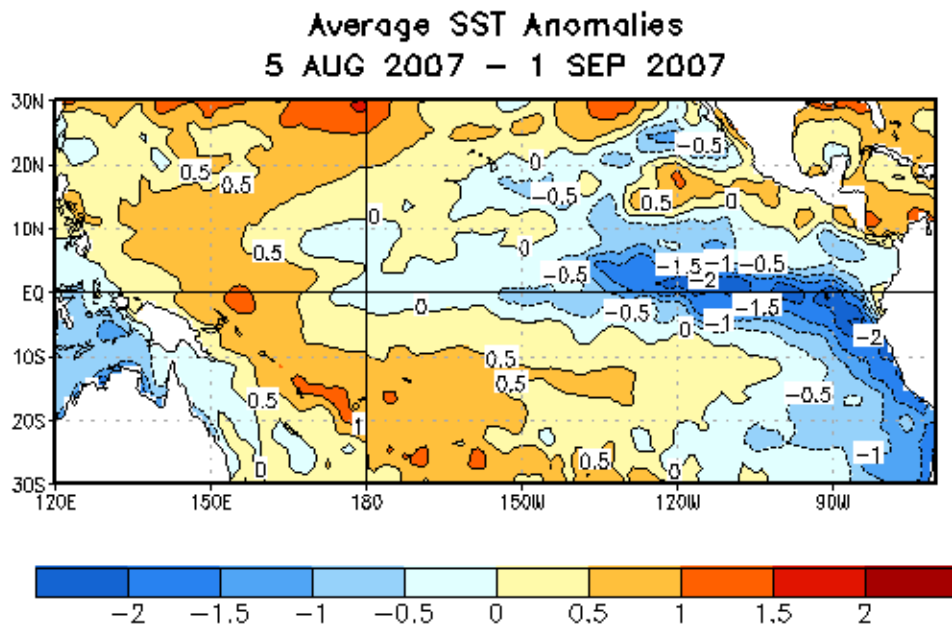 Average SST Anomalies
5 AUG 2007 – 1 SEP 2007
30N
20N
10N
EQ
10S
20S
30S
120E 150E 180 150W 120W 90W
0 -0.5
0.5 0.5 -0.5 0.5 0
0 0
0.5
-0.5 -1.5 -1 -0.5
-2
0 -0.5 0 -1 -1.5
-2
0.5
0.5 0.5 -0.5
1
0 0.5 0 -1
-2 -1.5 -1 -0.5 0 0.5 1 1.5 2